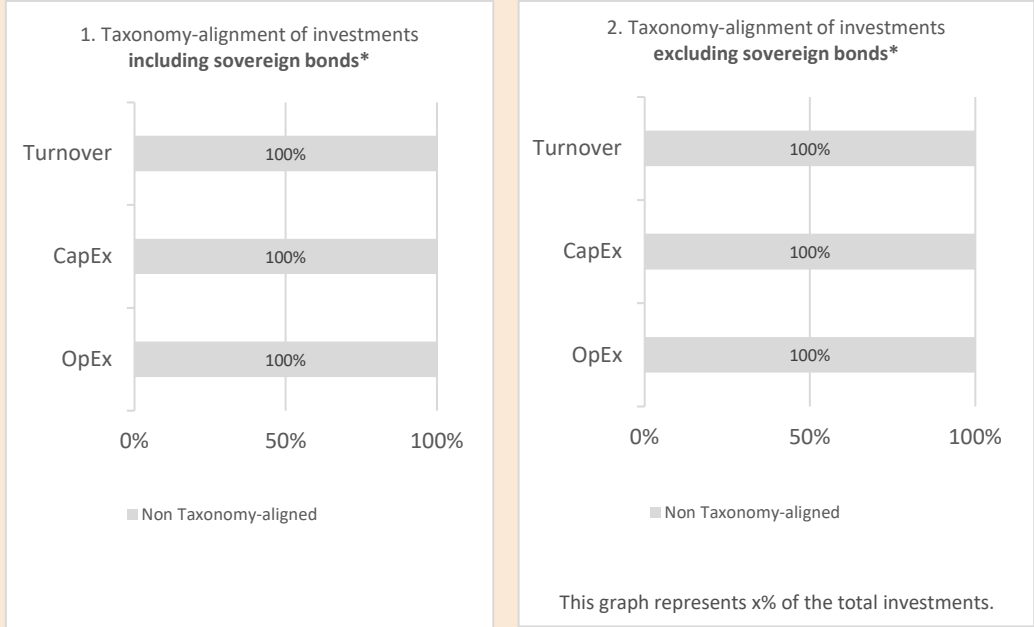 1. Taxonomy-alignment of investments
including sovereign bonds*
Turnover
100%
CapEx
100%
OpEx
100%
0% 50% 100%
Non Taxonomy-aligned
2. Taxonomy-alignment of investments
excluding sovereign bonds*
Turnover
100%
CapEx
100%
OpEx
100%
0% 50% 100%
Non Taxonomy-aligned
This graph represents x% of the total investments.